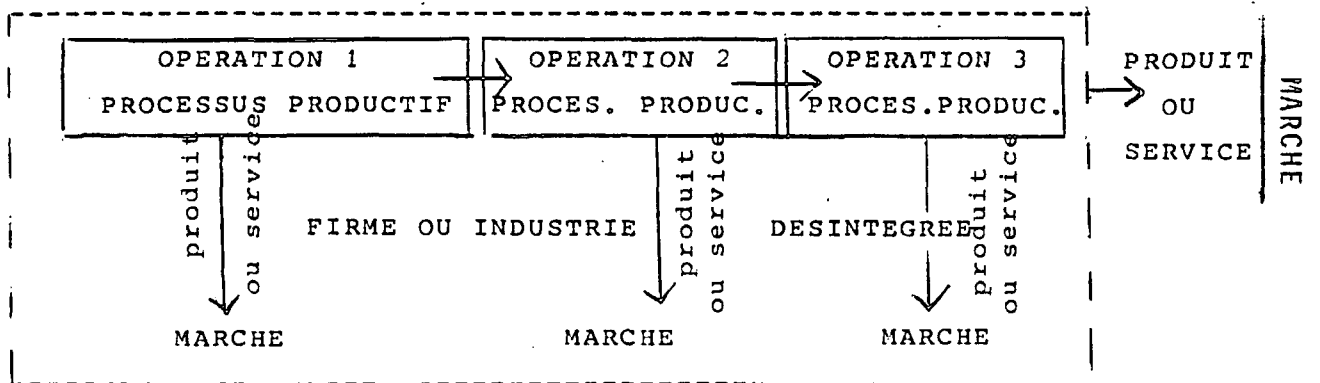 OPERATION 1
PROCESSUS PRODUCTIF
OPERATION 2
PROCES. PRODUC.
OPERATION 3
PROCES.PRODUC.
PRODUIT
OU
SERVICE
MARCHE
produit
ou service
produit
ou service
produit
ou service
FIRME OU INDUSTRIE DESINTEGREE
MARCHE
MARCHE
MARCHE